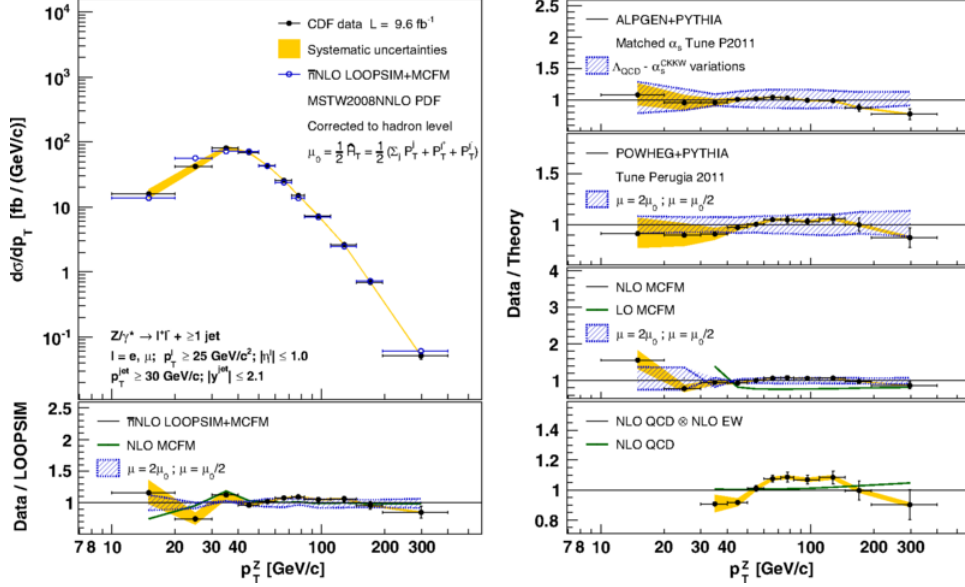 10⁴
10³
10²
10
1
10⁻¹
dσ/dp_T [fb / (GeV/c)]
CDF data L = 9.6 fb⁻¹
Systematic uncertainties
n̄NLO LOOPSIM+MCFM
MSTW2008NNLO PDF
Corrected to hadron level
μ₀ = 1/2 Ĥ_T = 1/2 (Σ_j P_T^j + P_T^l⁺ + P_T^l⁻)
Z/γ* → l⁺l⁻ + ≥1 jet
l = e, μ; p_T^l ≥ 25 GeV/c²; |η^l| ≤ 1.0
p_T^jet ≥ 30 GeV/c; |y^jet| ≤ 2.1
Data / LOOPSIM
2.5
2
1.5
1
0.5
n̄NLO LOOPSIM+MCFM
NLO MCFM
μ = 2μ₀ ; μ = μ₀/2
7 8 10 20 30 40 100 200 300
p_T^Z [GeV/c]
Data / Theory
2
1.5
1
ALPGEN+PYTHIA
Matched α_s Tune P2011
Λ_QCD - α_s^CKKW variations
1.5
1
POWHEG+PYTHIA
Tune Perugia 2011
μ = 2μ₀ ; μ = μ₀/2
4
3
2
1
NLO MCFM
LO MCFM
μ = 2μ₀ ; μ = μ₀/2
1.4
1.2
1
0.8
NLO QCD ⊗ NLO EW
NLO QCD
7 8 10 20 30 40 100 200 300
p_T^Z [GeV/c]